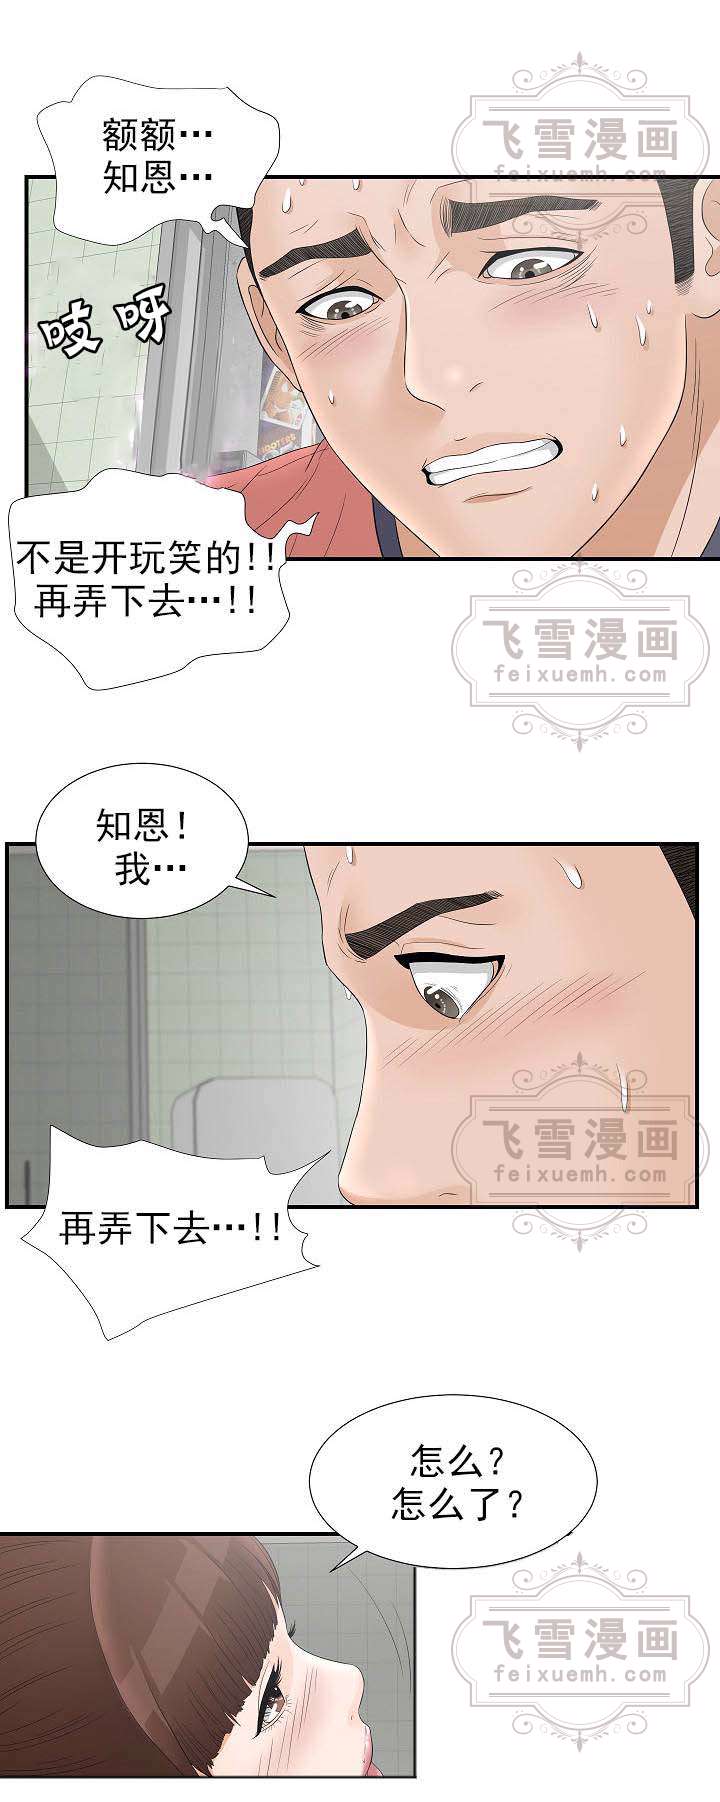 飞雪漫画
feixuemh.com
额额…
知恩…
吱呀
不是开玩笑的!!
再弄下去…!!
飞雪漫画
feixuemh.com
知恩!
我…
飞雪漫画
feixuemh.com
再弄下去…!!
怎么?
怎么了?
飞雪漫画
feixuemh.com